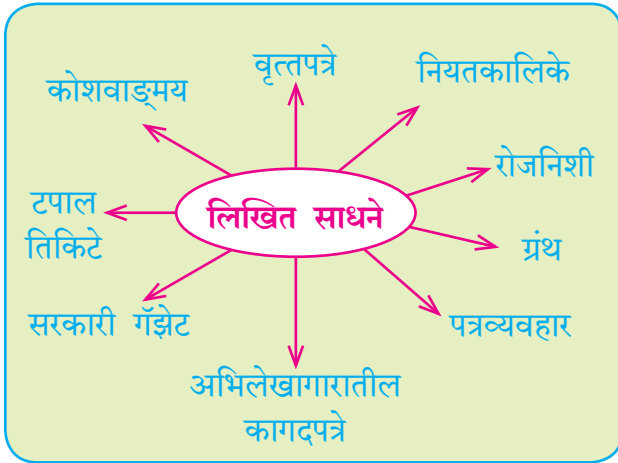 वृत्तपत्रे
नियतकालिके
कोशवाङ्‌मय
रोजनिशी
टपाल
तिकिटे
लिखित साधने
ग्रंथ
सरकारी गॅझेट
पत्रव्यवहार
अभिलेखागारातील
कागदपत्रे